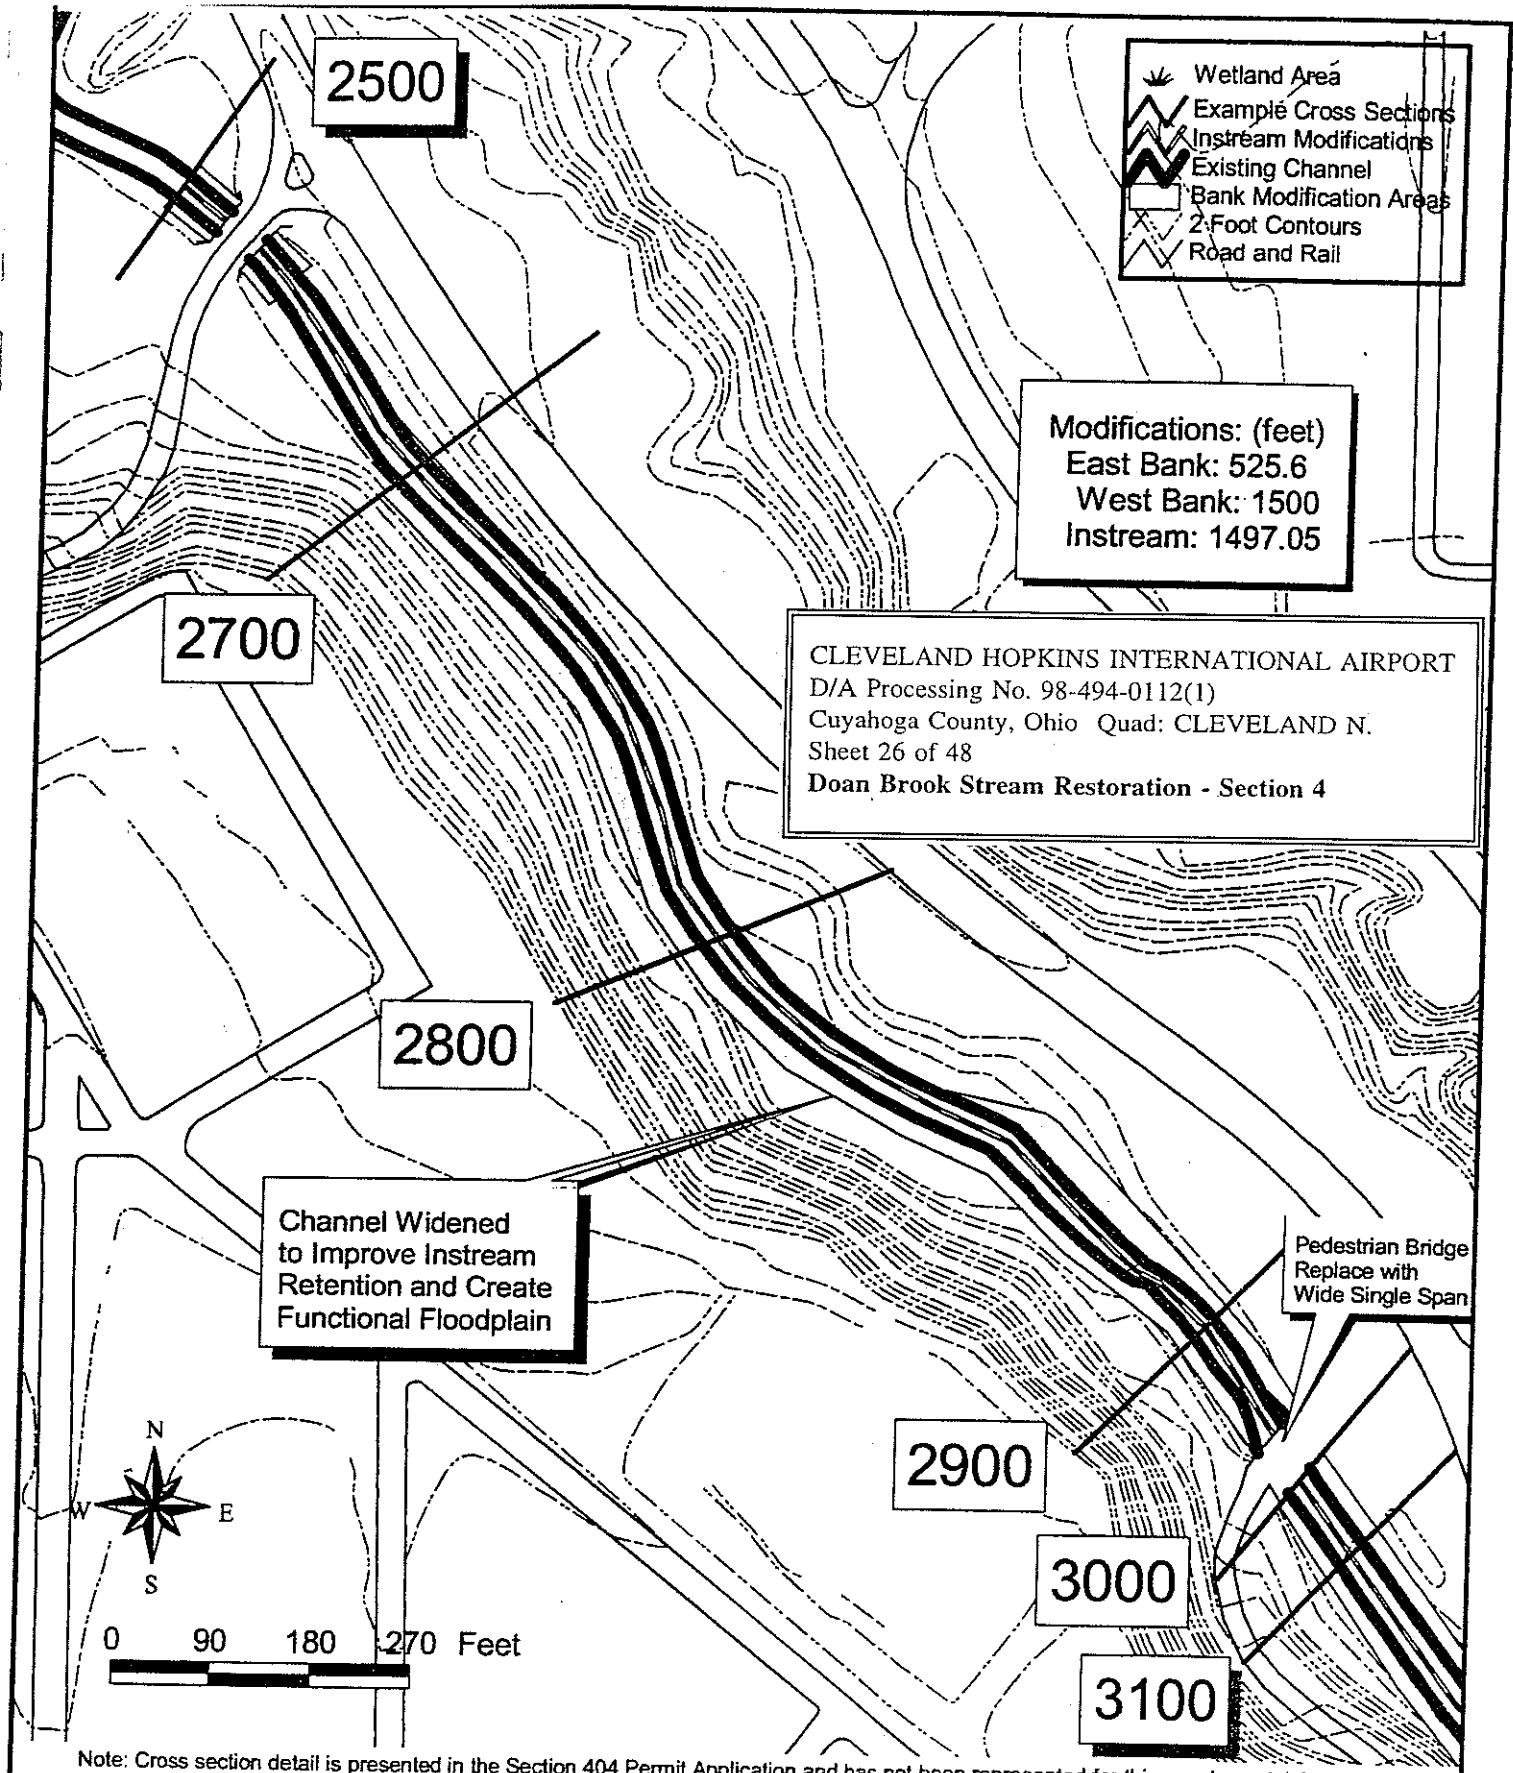 2500
Wetland Area
Example Cross Sections
Instream Modifications
Existing Channel
Bank Modification Areas
2 Foot Contours
Road and Rail
Modifications: (feet)
East Bank: 525.6
West Bank: 1500
Instream: 1497.05
2700
CLEVELAND HOPKINS INTERNATIONAL AIRPORT
D/A Processing No. 98-494-0112(1)
Cuyahoga County, Ohio Quad: CLEVELAND N.
Sheet 26 of 48
Doan Brook Stream Restoration - Section 4
2800
Channel Widened
to Improve Instream
Retention and Create
Functional Floodplain
Pedestrian Bridge
Replace with
Wide Single Span
2900
N
W E
S
3000
0 90 180 270 Feet
3100
Note: Cross section detail is presented in the Section 404 Permit Application and has not been